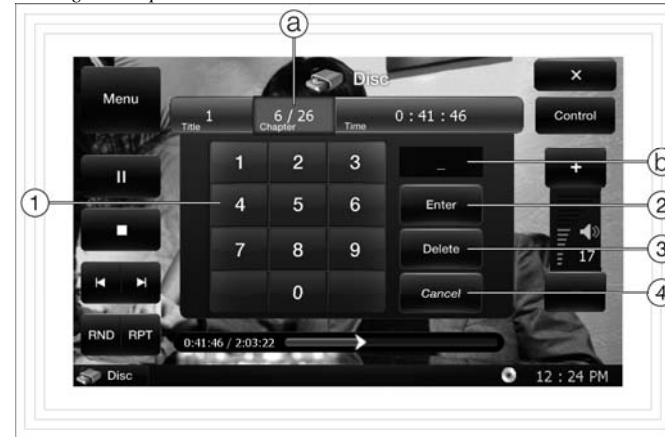 a
Disc
×
Menu
1
Title
6 / 26
Chapter
Time
0 : 41 : 46
Control
1 2 3
_
b
+
1
4 5 6
Enter
2
7 8 9
Delete
3
17
0
Cancel
4
RND RPT
0:41:46 / 2:03:22
Disc
12 : 24 PM